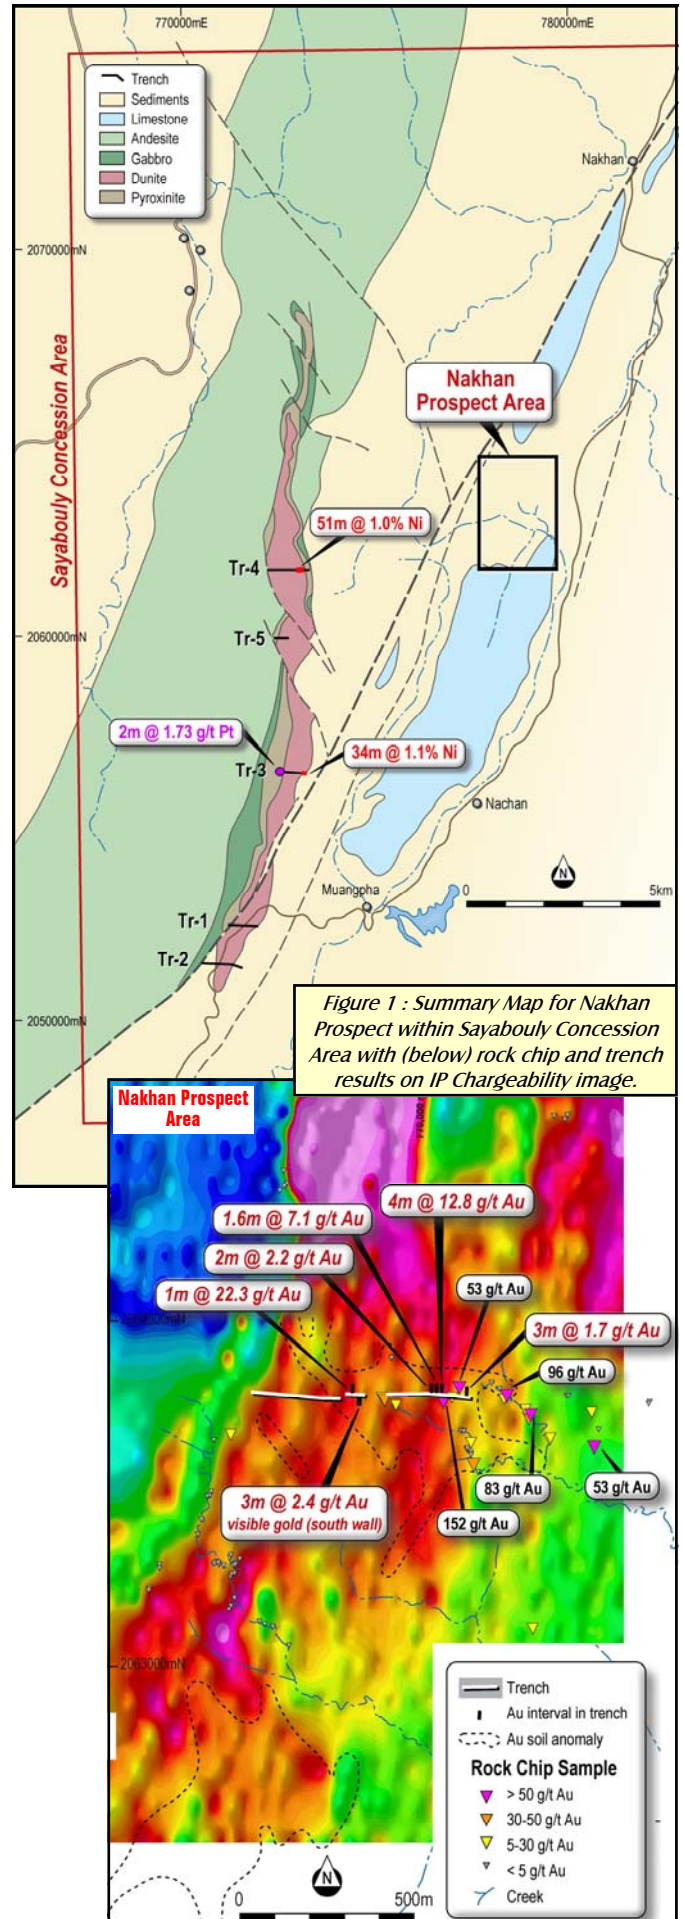 770000mE
780000mE
Trench
Sediments
Limestone
Andesite
Gabbro
Dunite
Pyroxinite
Nakhan
2070000mN
Sayabouly Concession Area
Nakhan
Prospect Area
51m @ 1.0% Ni
Tr-4
2060000mN
Tr-5
2m @ 1.73 g/t Pt
Tr-3
34m @ 1.1% Ni
Nachan
N
Muangpha
0
5km
Tr-1
Tr-2
2050000mN
Figure 1 : Summary Map for Nakhan
Prospect within Sayabouly Concession
Area with (below) rock chip and trench
results on IP Chargeability image.
Nakhan Prospect
Area
4m @ 12.8 g/t Au
1.6m @ 7.1 g/t Au
2m @ 2.2 g/t Au
1m @ 22.3 g/t Au
53 g/t Au
3m @ 1.7 g/t Au
96 g/t Au
83 g/t Au
53 g/t Au
3m @ 2.4 g/t Au
visible gold (south wall)
152 g/t Au
2063000mN
Trench
Au interval in trench
Au soil anomaly
Rock Chip Sample
> 50 g/t Au
30-50 g/t Au
5-30 g/t Au
< 5 g/t Au
Creek
N
0
500m